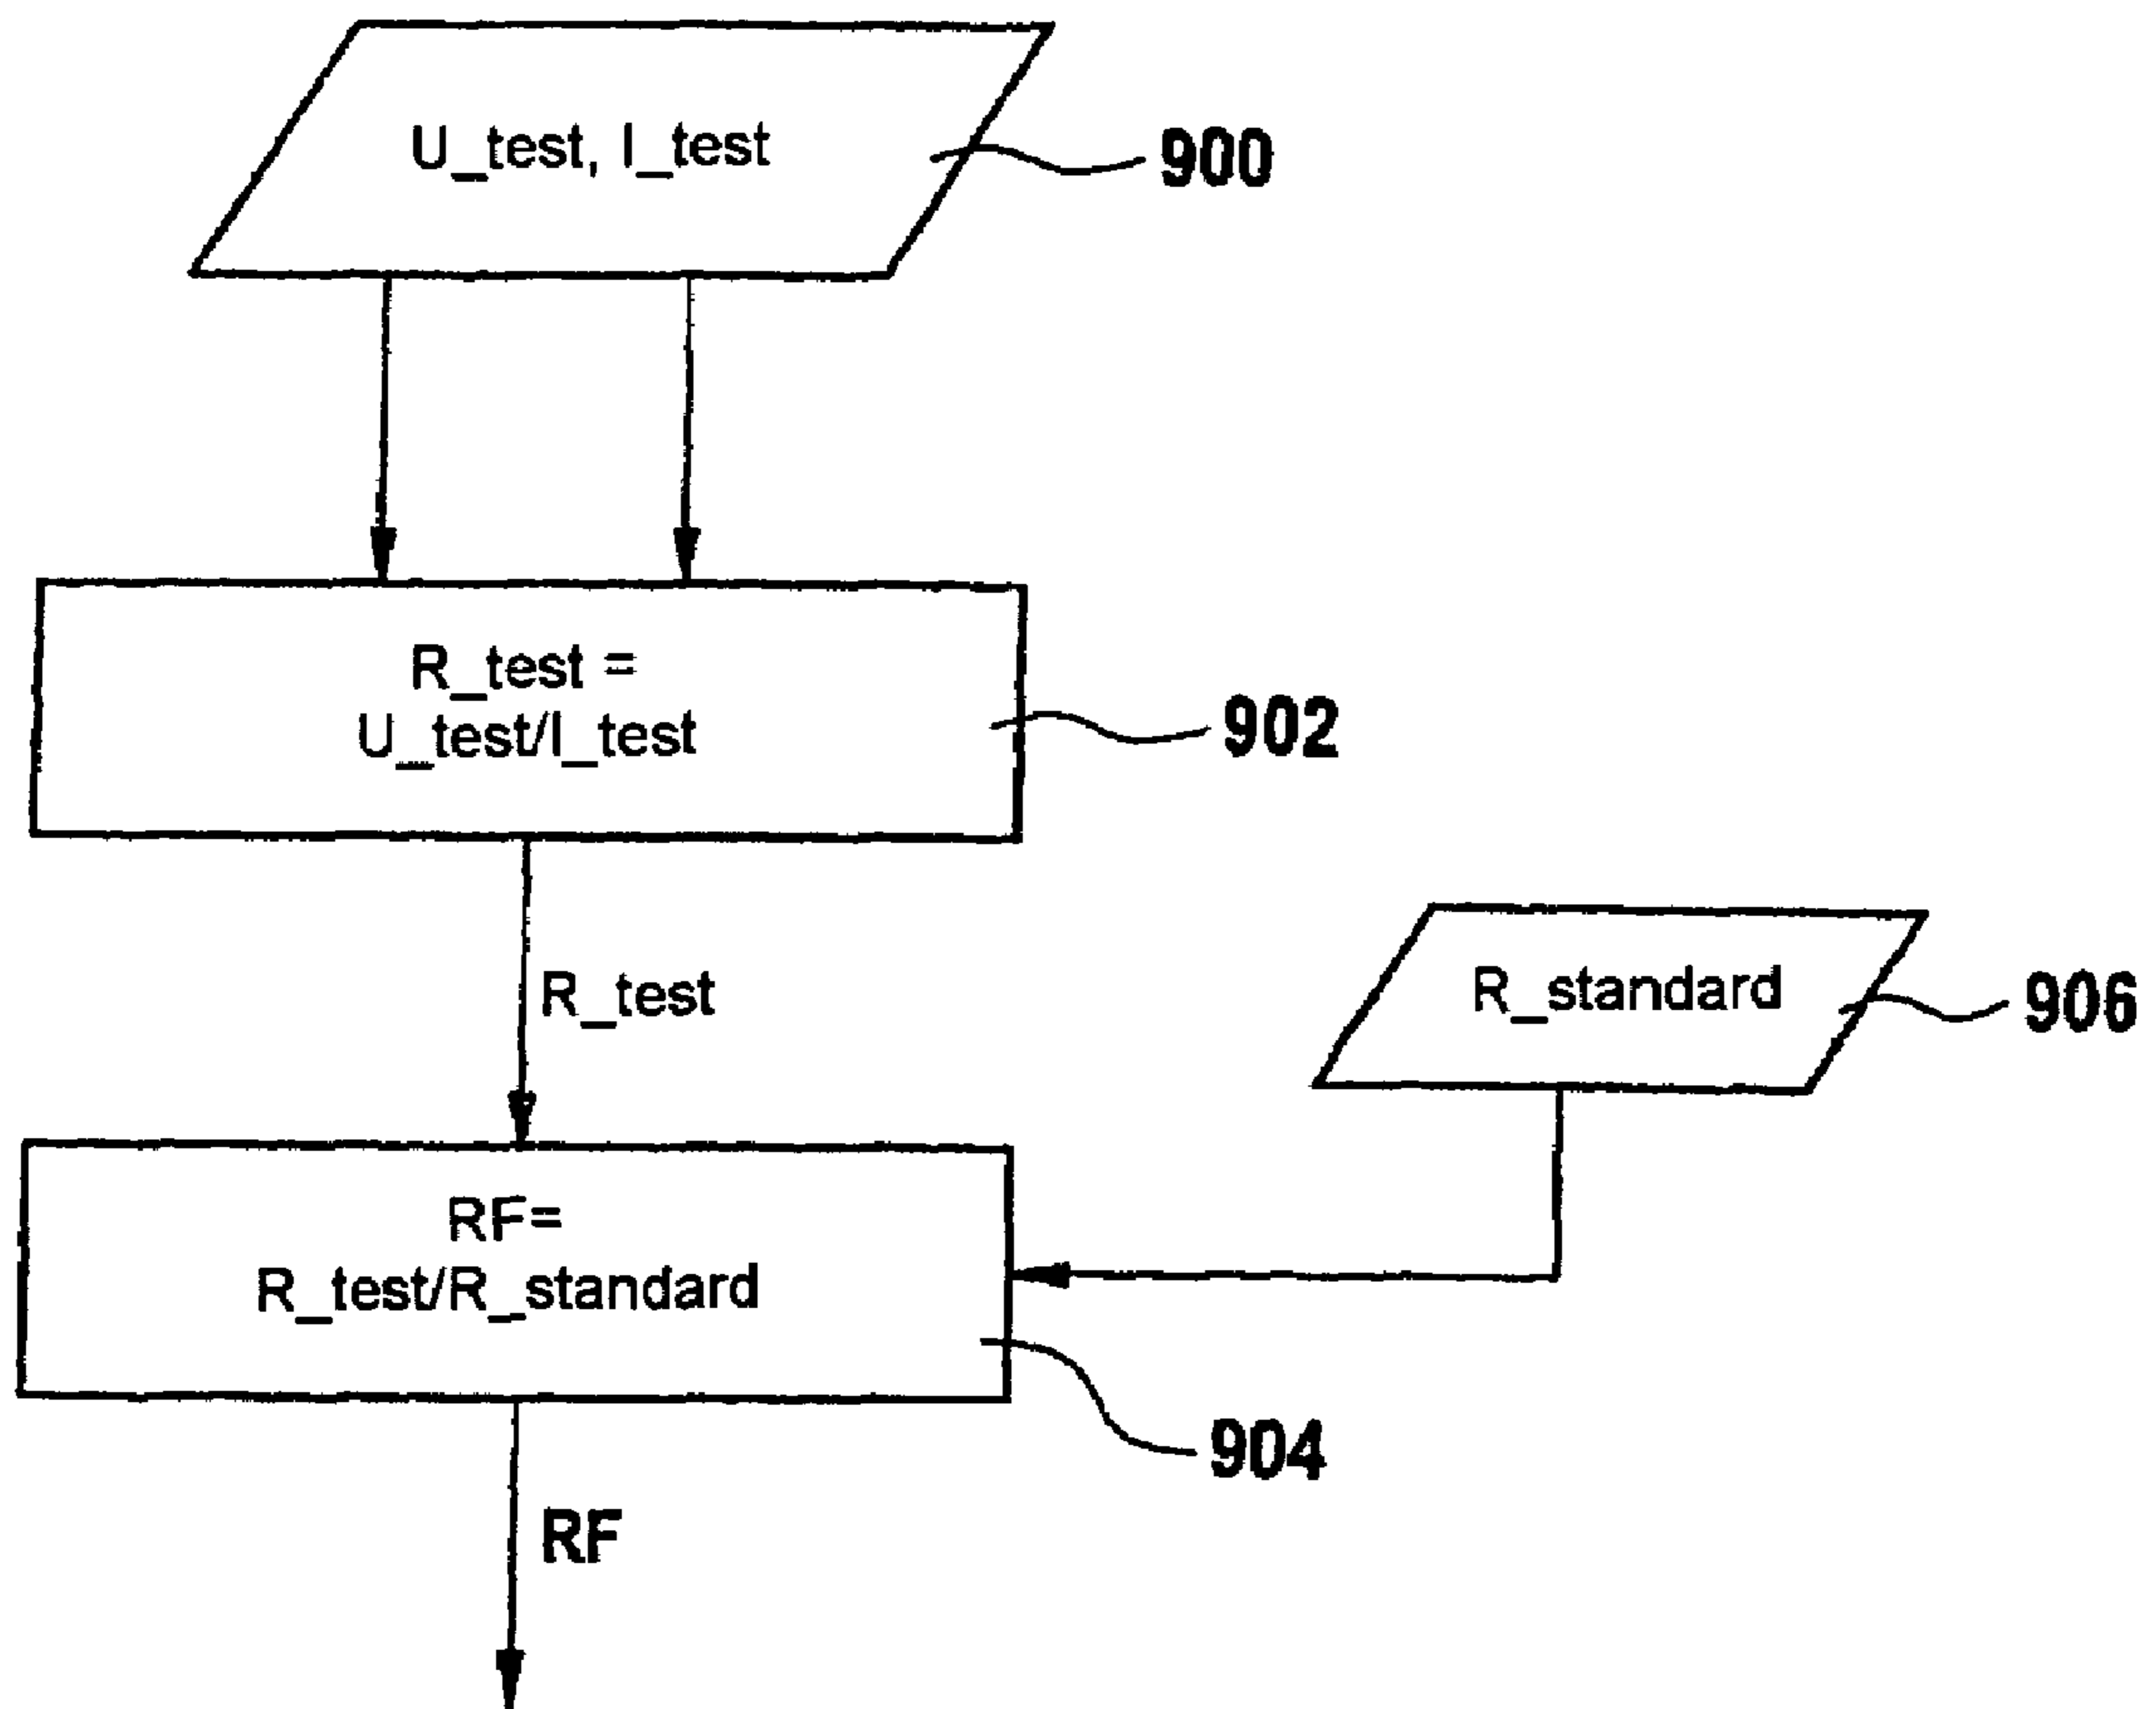 U_test, I_test
900
R_test =
U_test/I_test
902
R_test
R_standard
906
RF=
R_test/R_standard
904
RF